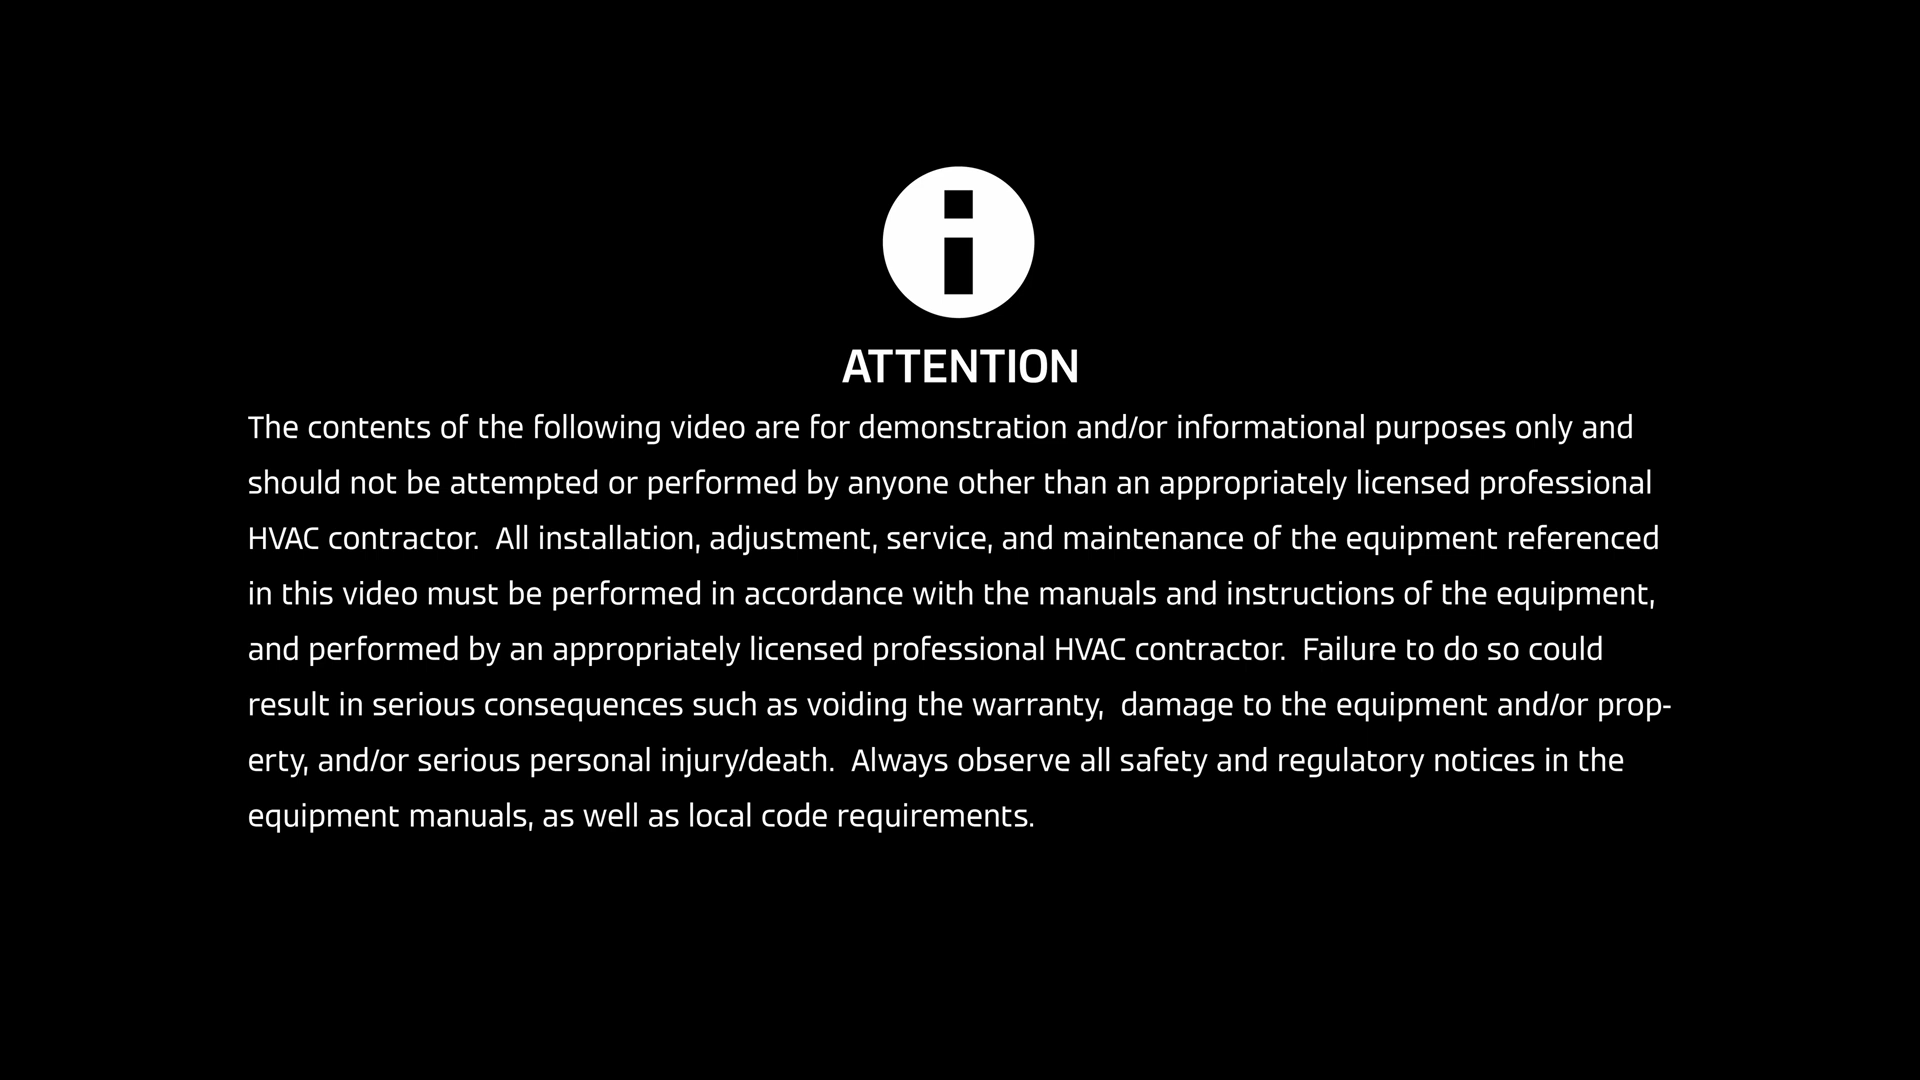 i
ATTENTION
The contents of the following video are for demonstration and/or informational purposes only and
should not be attempted or performed by anyone other than an appropriately licensed professional
HVAC contractor.  All installation, adjustment, service, and maintenance of the equipment referenced
in this video must be performed in accordance with the manuals and instructions of the equipment,
and performed by an appropriately licensed professional HVAC contractor.  Failure to do so could
result in serious consequences such as voiding the warranty,  damage to the equipment and/or prop-
erty, and/or serious personal injury/death.  Always observe all safety and regulatory notices in the
equipment manuals, as well as local code requirements.